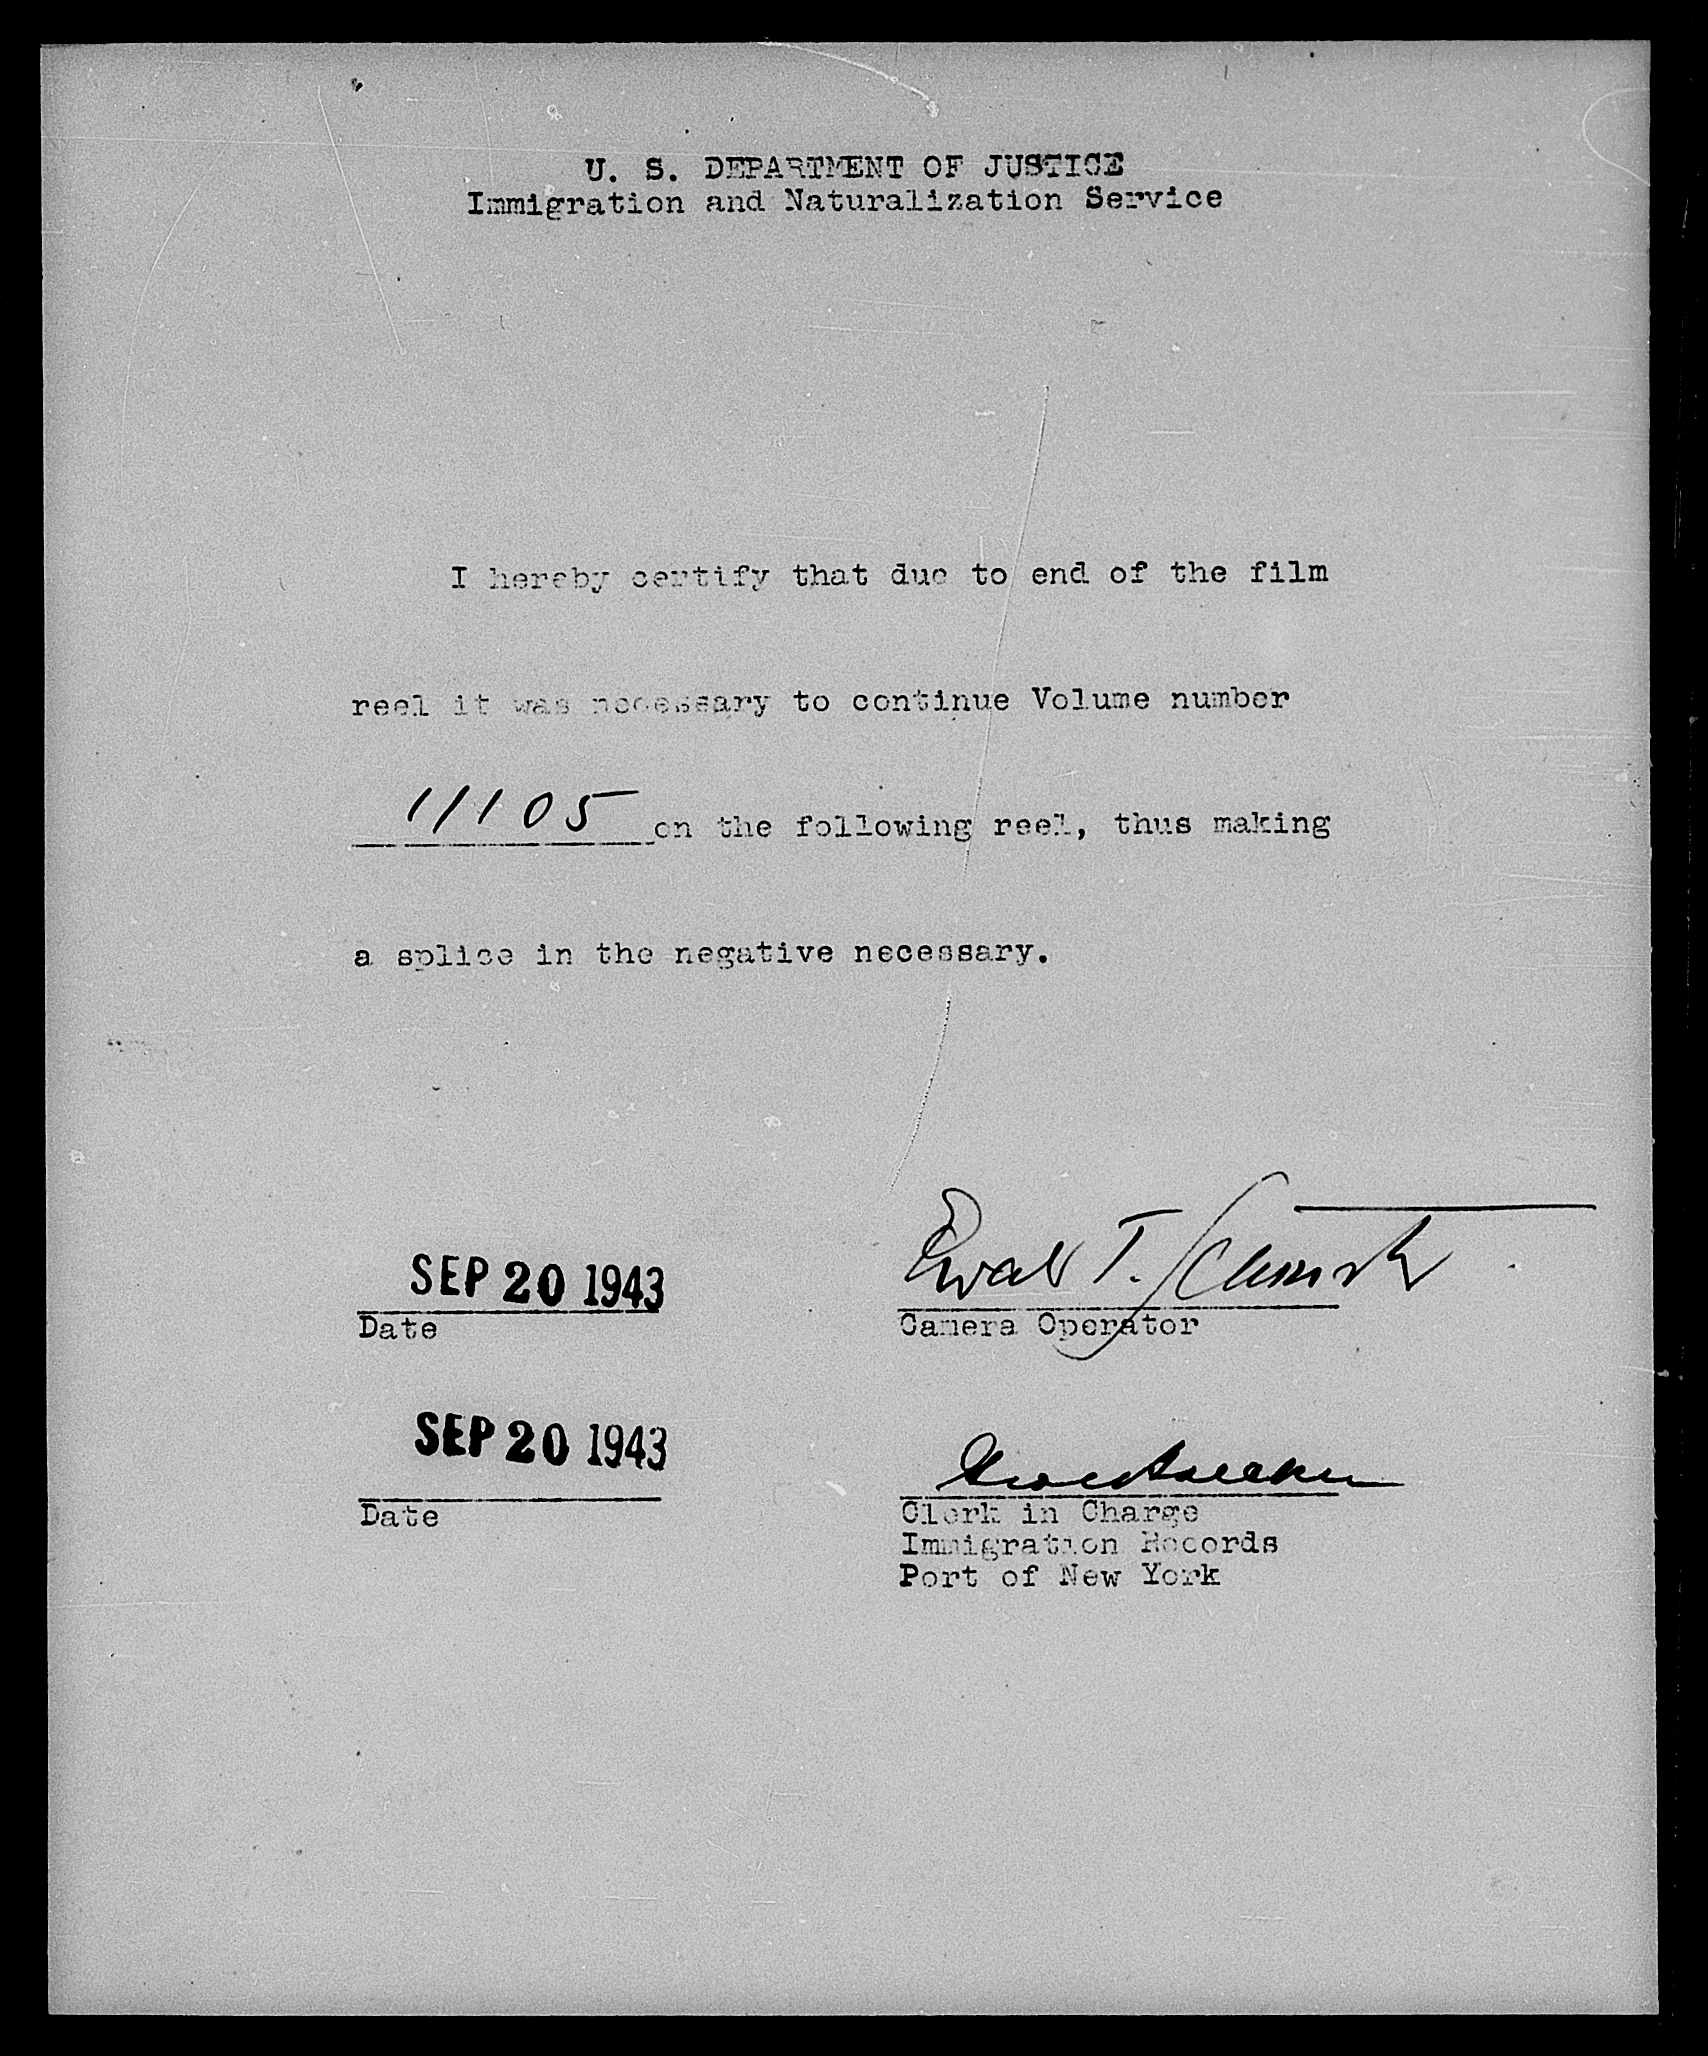 U. S. DEPARTMENT OF JUSTICE
Immigration and Naturalization Service
I hereby certify that due to end of the film
reel it was necessary to continue Volume number
11105 on the following reel, thus making
a splice in the negative necessary.
SEP 20 1943
Date
Ewald T.
Camera Operator
SEP 20 1943
Date
Clerk in Charge
Immigration Records
Port of New York